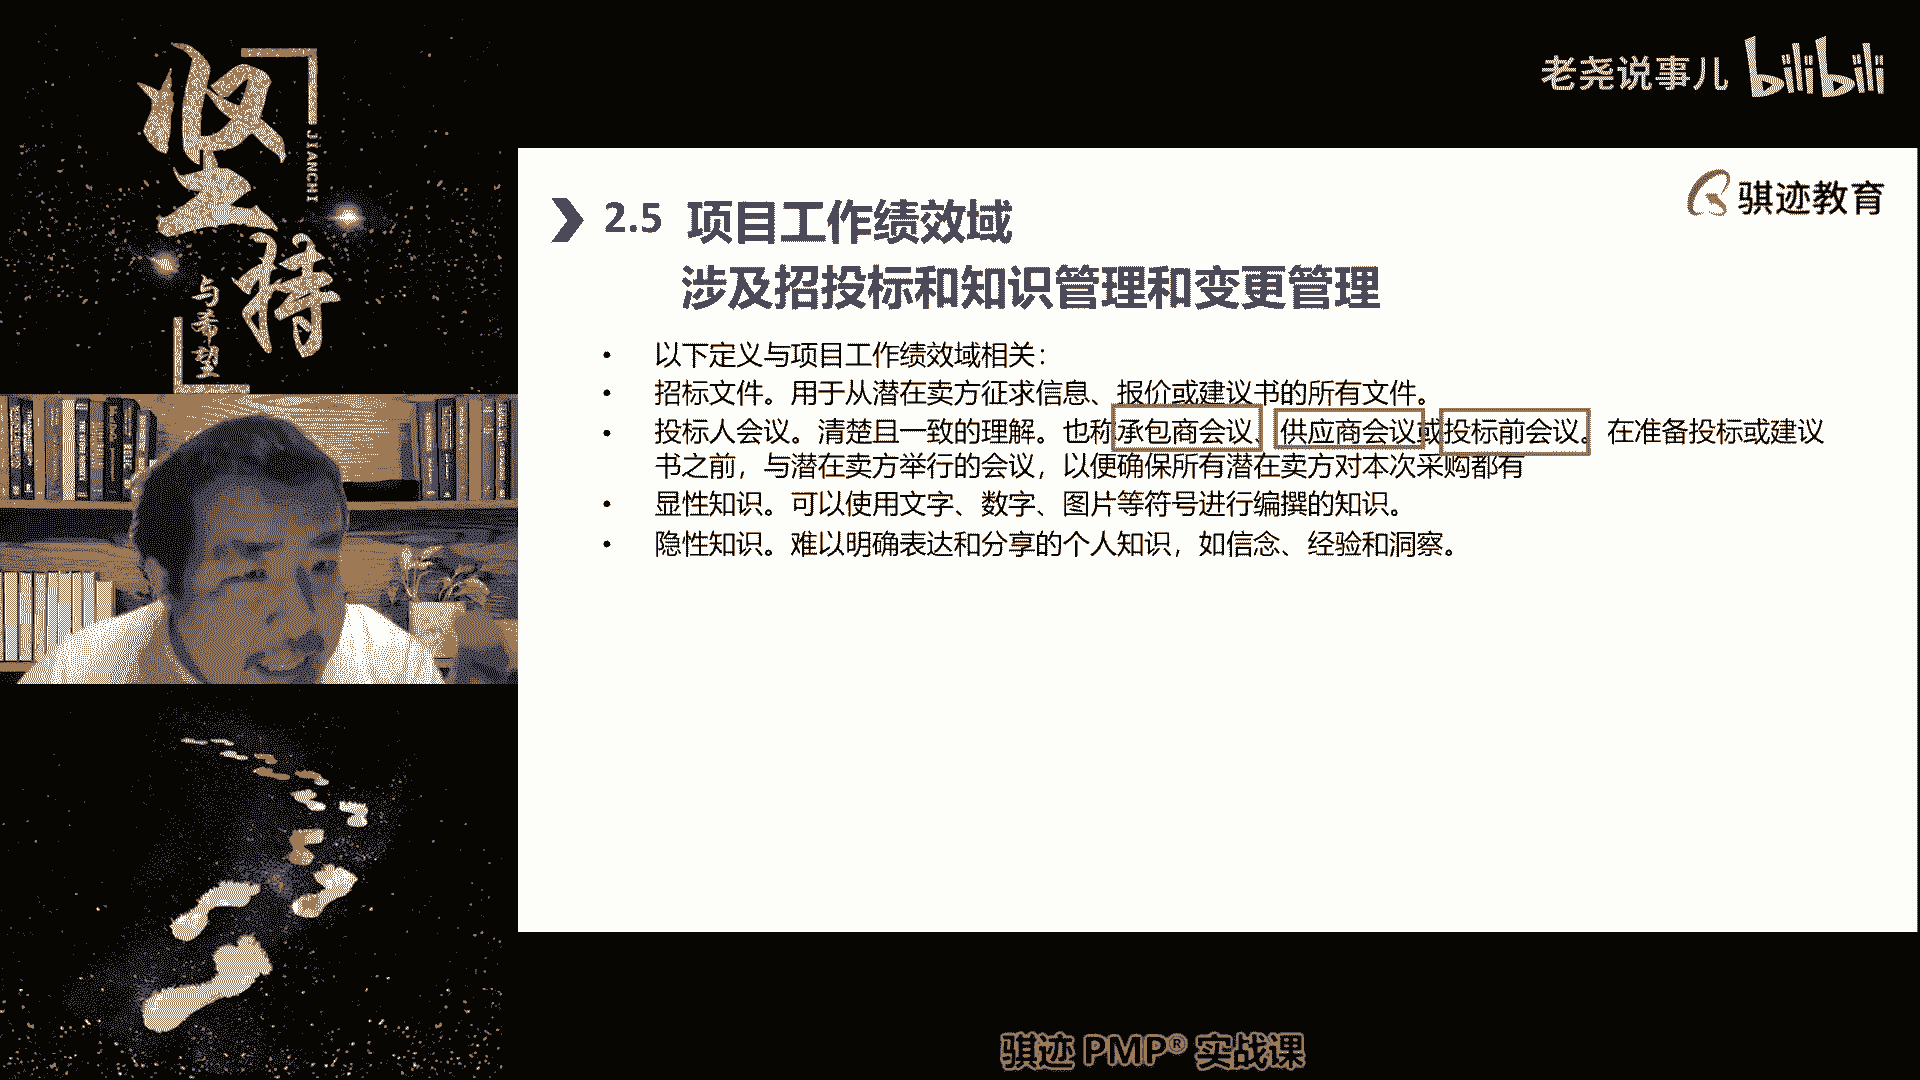 坚持
JIANCHI
与希望
老尧说事儿 bilibili
骐迹教育
2.5 项目工作绩效域
涉及招投标和知识管理和变更管理
• 以下定义与项目工作绩效域相关：
• 招标文件。用于从潜在卖方征求信息、报价或建议书的所有文件。
• 投标人会议。清楚且一致的理解。也称承包商会议、供应商会议或投标前会议。在准备投标或建议
书之前，与潜在卖方举行的会议，以便确保所有潜在卖方对本次采购都有
• 显性知识。可以使用文字、数字、图片等符号进行编撰的知识。
• 隐性知识。难以明确表达和分享的个人知识，如信念、经验和洞察。
骐迹 PMP® 实战课